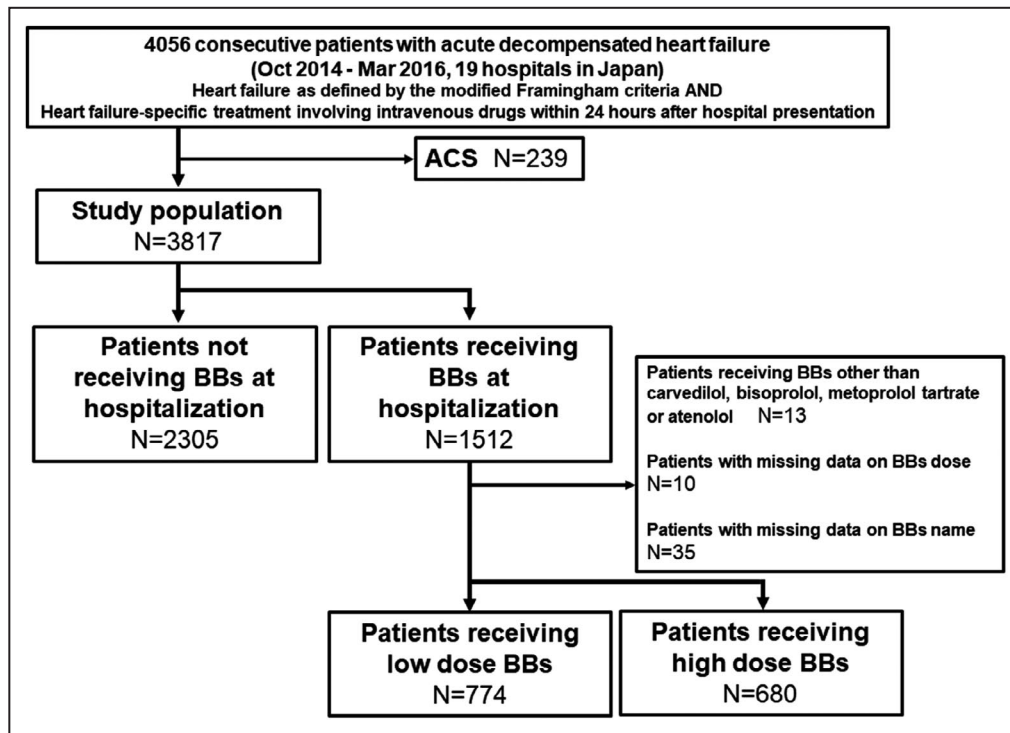 4056 consecutive patients with acute decompensated heart failure
(Oct 2014 - Mar 2016, 19 hospitals in Japan)
Heart failure as defined by the modified Framingham criteria AND
Heart failure-specific treatment involving intravenous drugs within 24 hours after hospital presentation
ACS N=239
Study population
N=3817
Patients not
receiving BBs at
hospitalization
N=2305
Patients receiving
BBs at
hospitalization
N=1512
Patients receiving BBs other than
carvedilol, bisoprolol, metoprolol tartrate
or atenolol N=13
Patients with missing data on BBs dose
N=10
Patients with missing data on BBs name
N=35
Patients receiving
low dose BBs
N=774
Patients receiving
high dose BBs
N=680